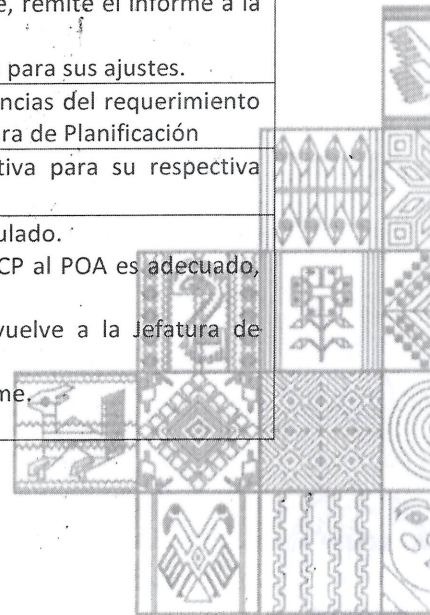 e, remite el informe a la
para sus ajustes.
ncias del requerimiento
ra de Planificación
tiva para su respectiva
ulado.
CP al POA es adecuado,
vuelve a la Jefatura de
me.